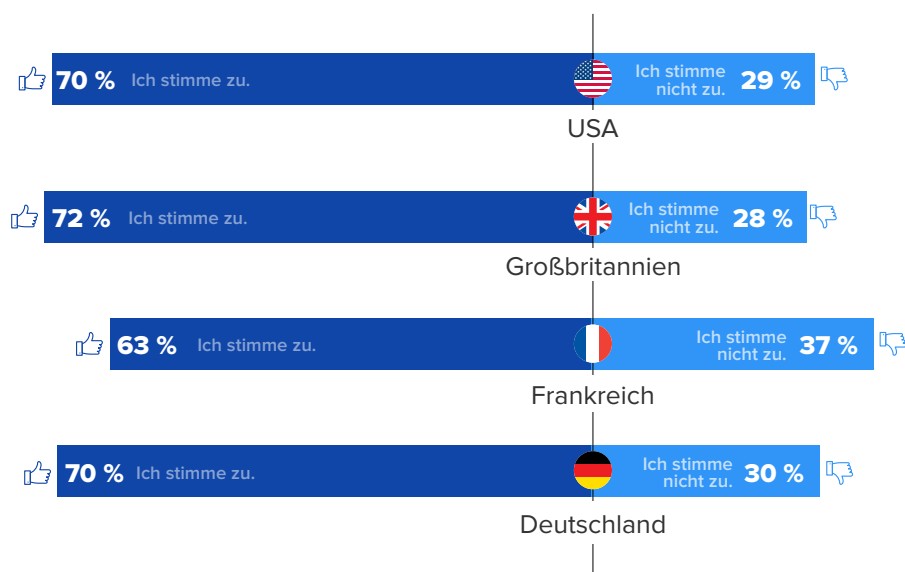 70 % Ich stimme zu.
Ich stimme
nicht zu. 29 %
USA
72 % Ich stimme zu.
Ich stimme
nicht zu. 28 %
Großbritannien
63 % Ich stimme zu.
Ich stimme
nicht zu. 37 %
Frankreich
70 % Ich stimme zu.
Ich stimme
nicht zu. 30 %
Deutschland